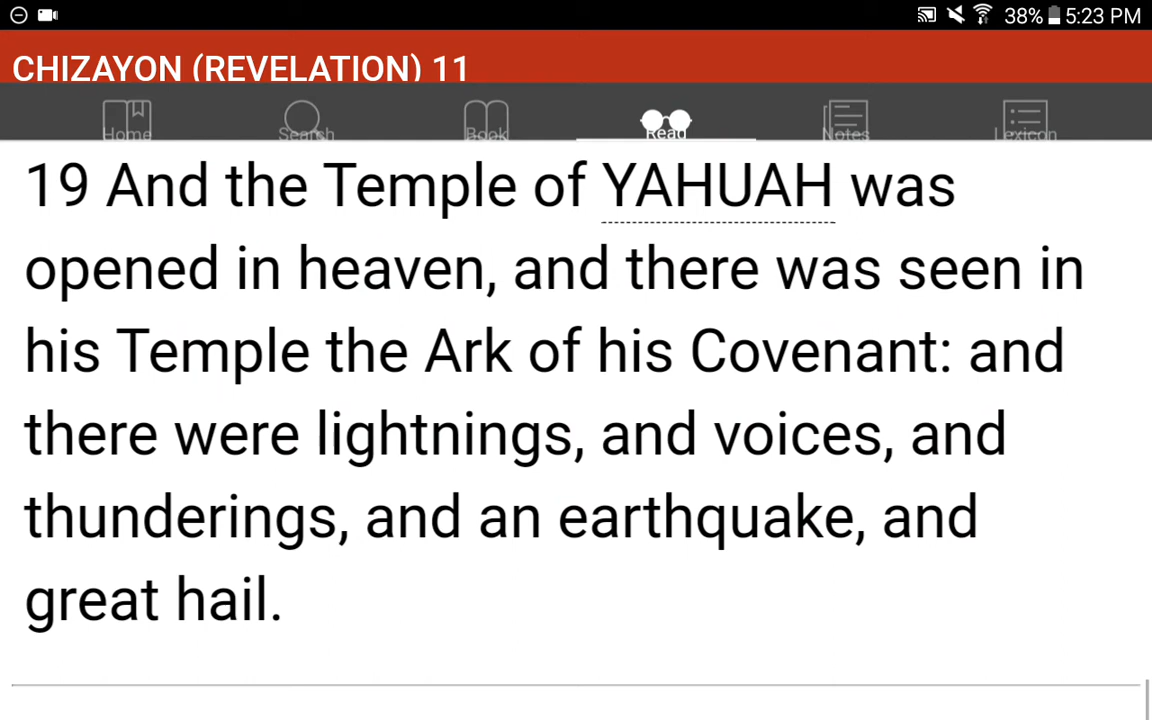 38% 5:23 PM
CHIZAYON (REVELATION) 11
Home Search Book Read Notes Lexicon
19 And the Temple of YAHUAH was
opened in heaven, and there was seen in
his Temple the Ark of his Covenant: and
there were lightnings, and voices, and
thunderings, and an earthquake, and
great hail.